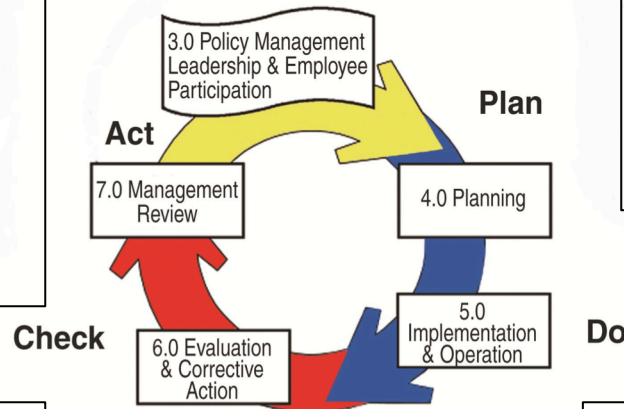 3.0 Policy Management
Leadership & Employee
Participation
Plan
Act
7.0 Management
Review
4.0 Planning
5.0
Implementation
& Operation
Check
Do
6.0 Evaluation
& Corrective
Action